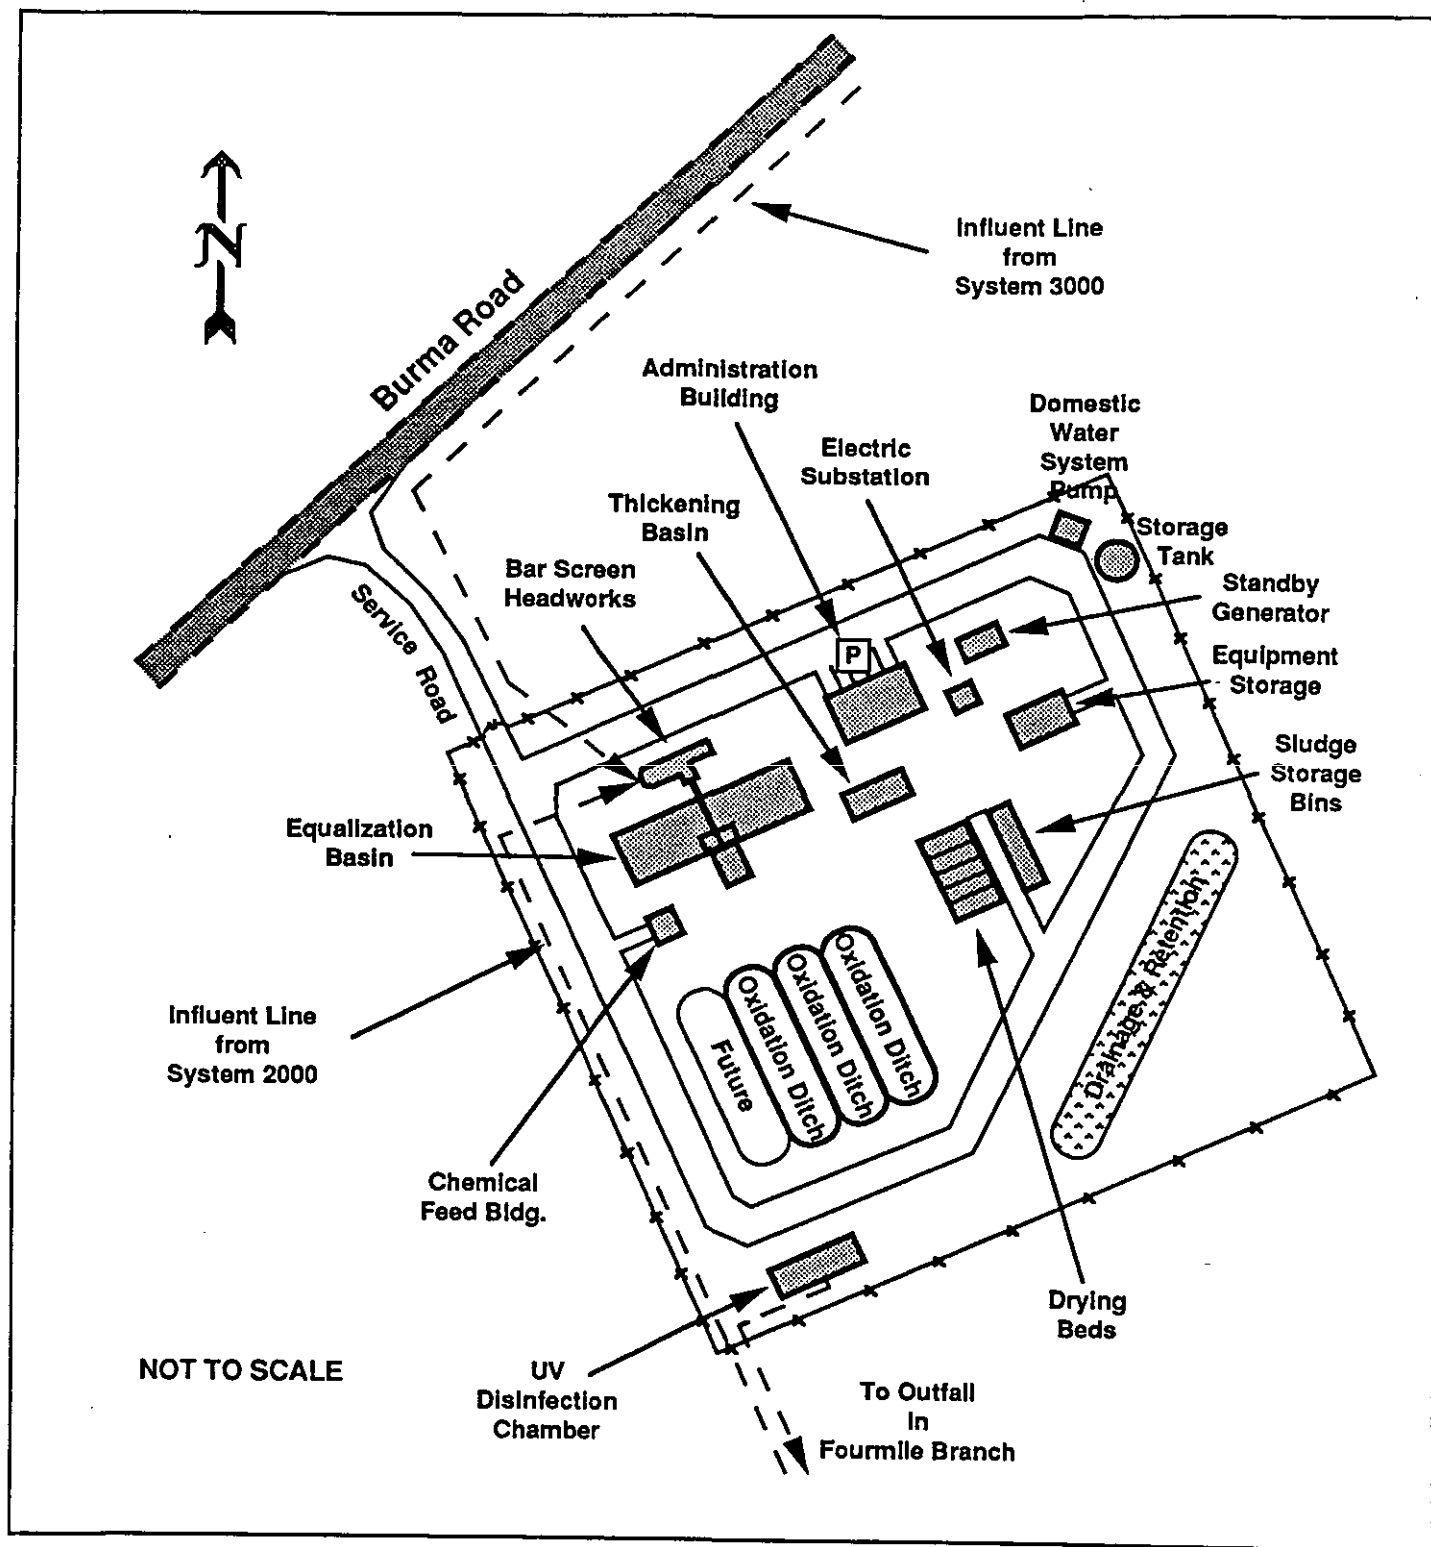 N
Burma Road
Influent Line
from
System 3000
Administration
Building
Domestic
Water
System
Pump
Electric
Substation
Thickening
Basin
Storage
Tank
Bar Screen
Headworks
Standby
Generator
Service Road
P
Equipment
Storage
Sludge
Storage
Bins
Equalization
Basin
Drainage & Retention
Oxidation Ditch
Oxidation Ditch
Oxidation Ditch
Future
Influent Line
from
System 2000
Chemical
Feed Bldg.
Drying
Beds
NOT TO SCALE
UV
Disinfection
Chamber
To Outfall
in
Fourmile Branch